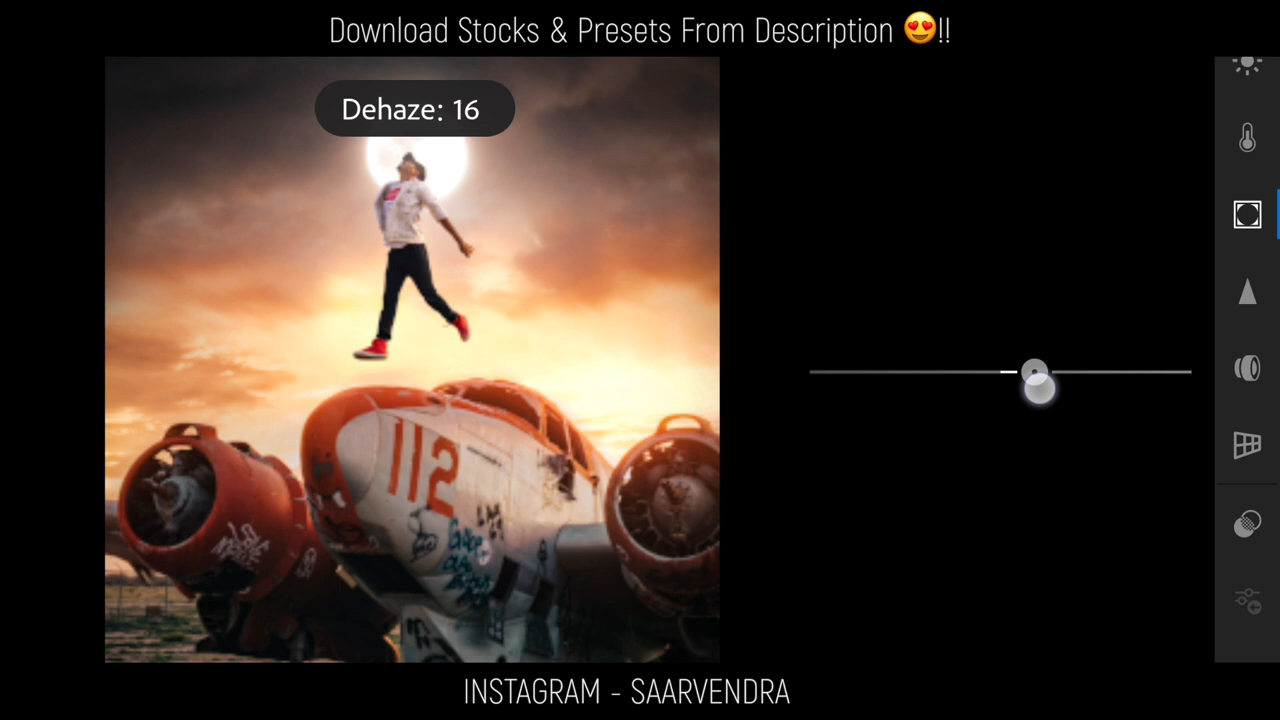 Download Stocks & Presets From Description 😍!!
Dehaze: 16
112
INSTAGRAM - SAARVENDRA